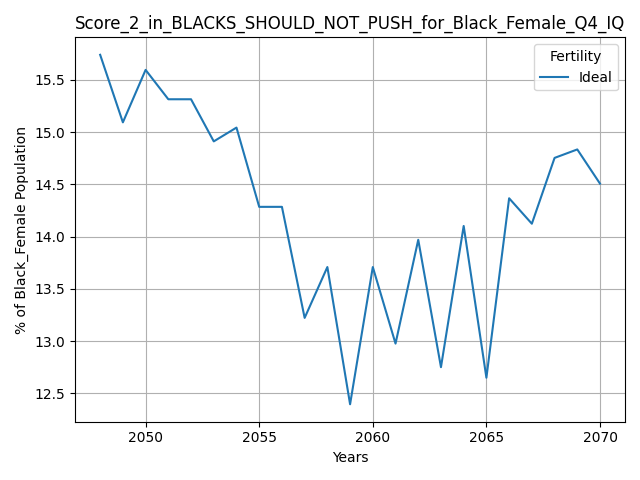 Score_2_in_BLACKS_SHOULD_NOT_PUSH_for_Black_Female_Q4_IQ
Fertility
Ideal
15.5
15.0
14.5
14.0
13.5
13.0
12.5
% of Black_Female Population
2050 2055 2060 2065 2070
Years